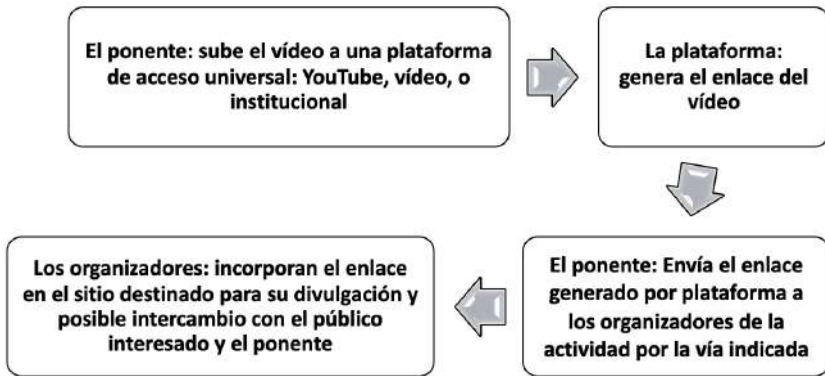 El ponente: sube el vídeo a una plataforma
de acceso universal: YouTube, vídeo, o
institucional
La plataforma:
genera el enlace del
vídeo
El ponente: Envía el enlace
generado por plataforma a
los organizadores de la
actividad por la vía indicada
Los organizadores: incorporan el enlace
en el sitio destinado para su divulgación y
posible intercambio con el público
interesado y el ponente